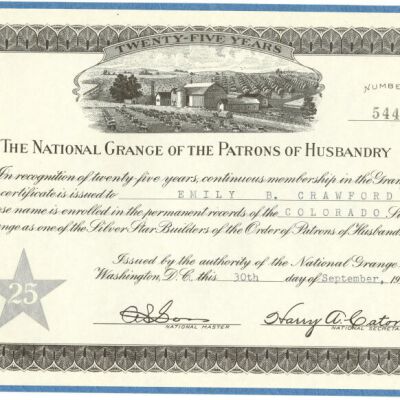 TWENTY-FIVE YEARS
NUMBE
544
THE NATIONAL GRANGE OF THE PATRONS OF HUSBANDRY
In recognition of twenty-five years, continuous membership in the Gran
certificate is issued to EMILY B. CRAWFORD
se name is enrolled in the permanent records of the COLORADO S
nge as one of the Silver Star Builders of the Order of Patrons of Husband
Issued by the authority of the National Grange
Washington, D.C. this 30th day of September, 19
25
NATIONAL MASTER
Harry A. Caton
NATIONAL SECRETA